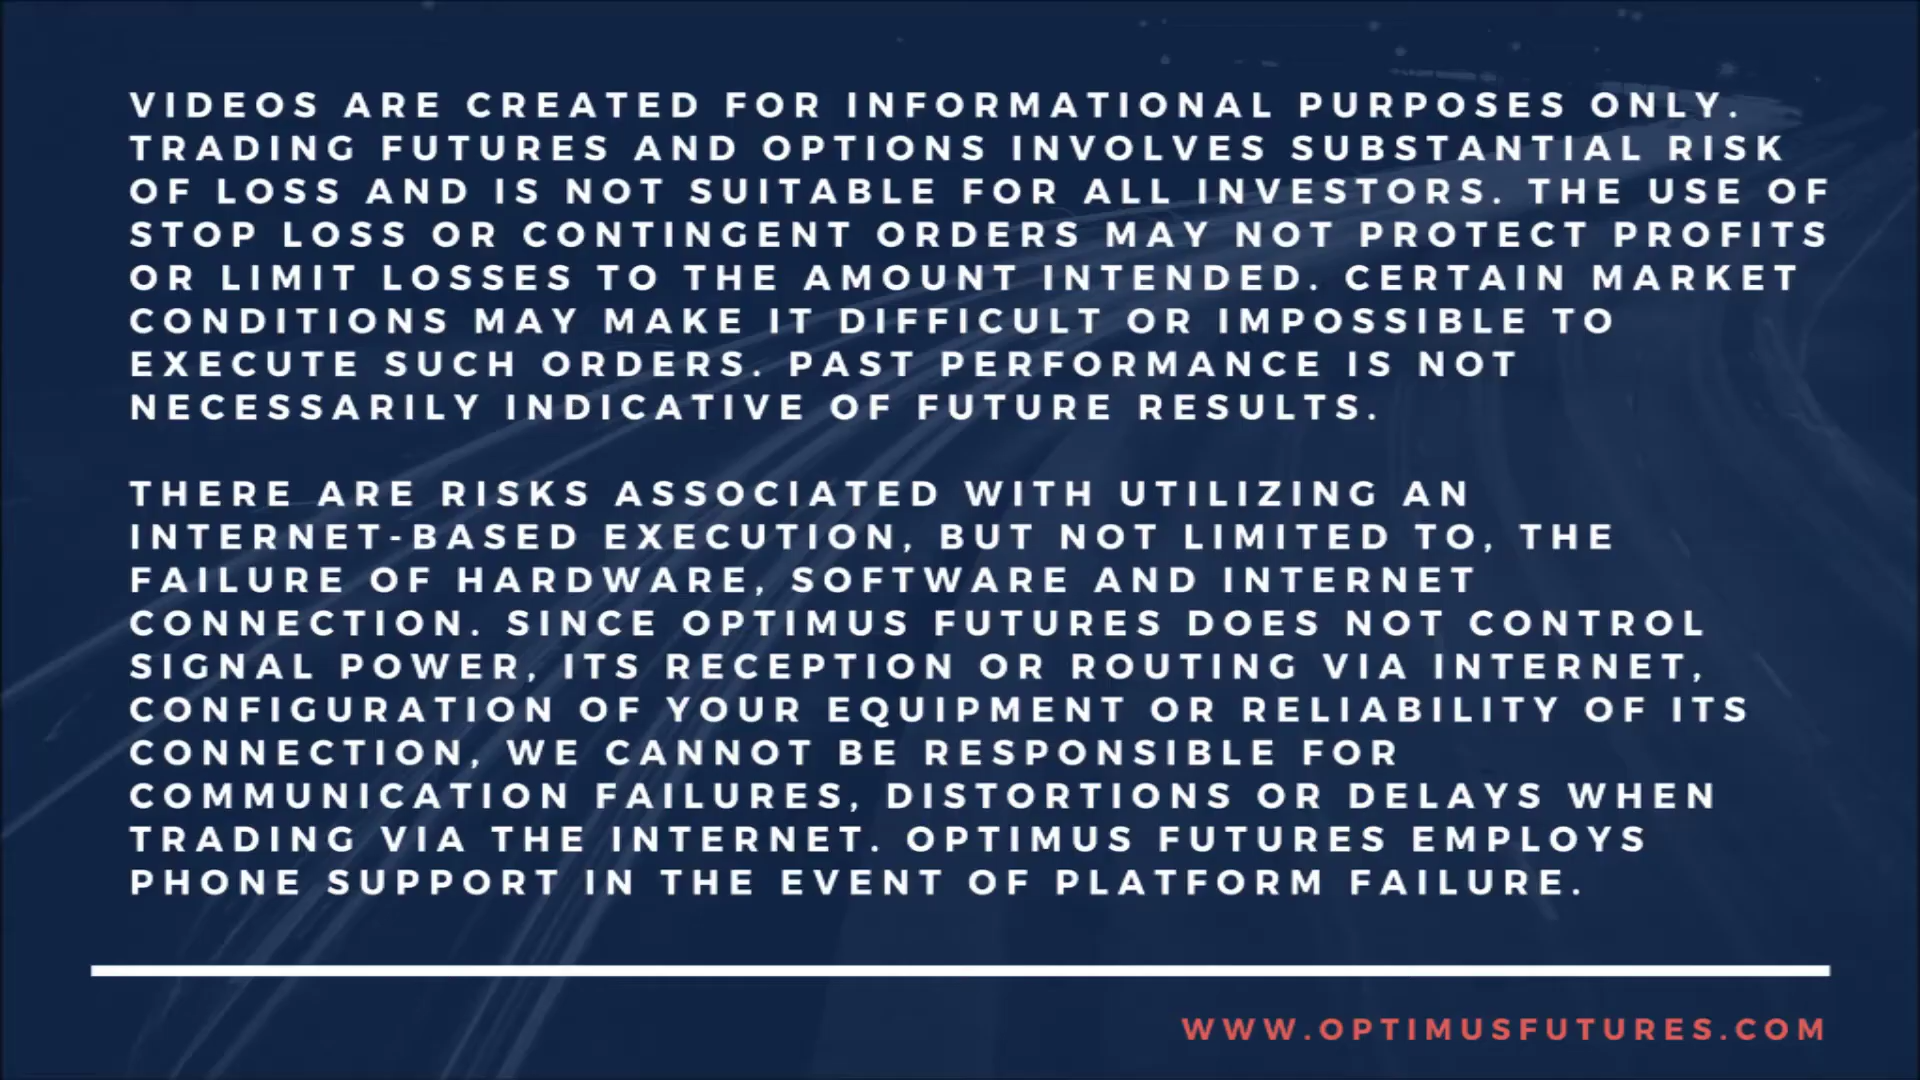 VIDEOS ARE CREATED FOR INFORMATIONAL PURPOSES ONLY.
TRADING FUTURES AND OPTIONS INVOLVES SUBSTANTIAL RISK
OF LOSS AND IS NOT SUITABLE FOR ALL INVESTORS. THE USE OF
STOP LOSS OR CONTINGENT ORDERS MAY NOT PROTECT PROFITS
OR LIMIT LOSSES TO THE AMOUNT INTENDED. CERTAIN MARKET
CONDITIONS MAY MAKE IT DIFFICULT OR IMPOSSIBLE TO
EXECUTE SUCH ORDERS. PAST PERFORMANCE IS NOT
NECESSARILY INDICATIVE OF FUTURE RESULTS.
THERE ARE RISKS ASSOCIATED WITH UTILIZING AN
INTERNET-BASED EXECUTION, BUT NOT LIMITED TO, THE
FAILURE OF HARDWARE, SOFTWARE AND INTERNET
CONNECTION. SINCE OPTIMUS FUTURES DOES NOT CONTROL
SIGNAL POWER, ITS RECEPTION OR ROUTING VIA INTERNET,
CONFIGURATION OF YOUR EQUIPMENT OR RELIABILITY OF ITS
CONNECTION, WE CANNOT BE RESPONSIBLE FOR
COMMUNICATION FAILURES, DISTORTIONS OR DELAYS WHEN
TRADING VIA THE INTERNET. OPTIMUS FUTURES EMPLOYS
PHONE SUPPORT IN THE EVENT OF PLATFORM FAILURE.
WWW.OPTIMUSFUTURES.COM